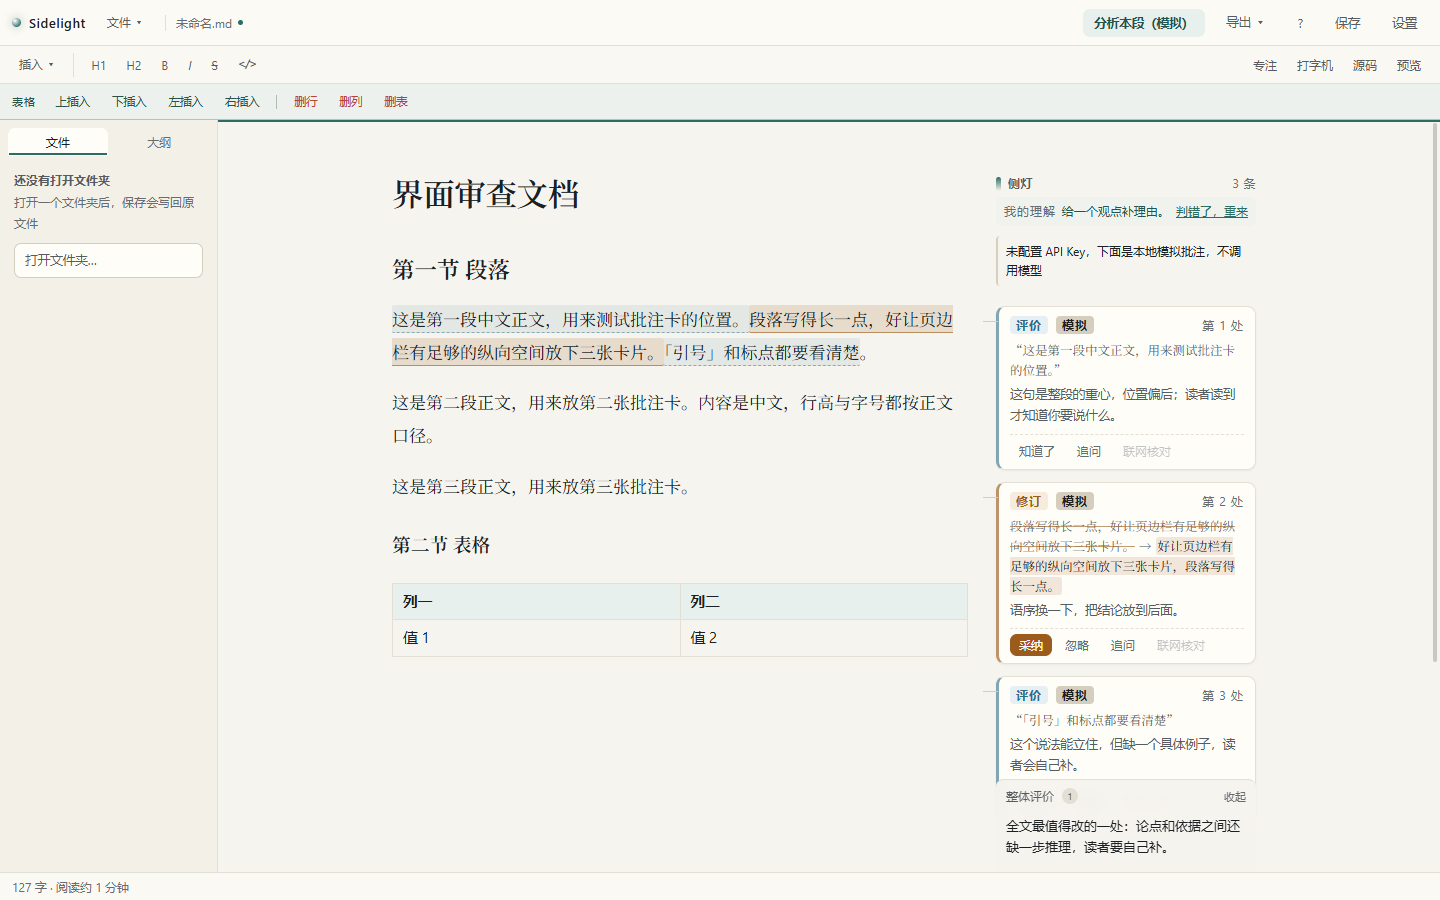 Sidelight 文件 未命名.md 分析本段（模拟） 导出 ? 保存 设置
插入 H1 H2 B I S </> 专注 打字机 源码 预览
表格 上插入 下插入 左插入 右插入 删行 删列 删表
文件 大纲
还没有打开文件夹
打开一个文件夹后，保存会写回原
文件
打开文件夹...
界面审查文档
第一节 段落
这是第一段中文正文，用来测试批注卡的位置。段落写得长一点，好让页边
栏有足够的纵向空间放下三张卡片。「引号」和标点都要看清楚。
这是第二段正文，用来放第二张批注卡。内容是中文，行高与字号都按正文
口径。
这是第三段正文，用来放第三张批注卡。
第二节 表格
列一 列二
值 1 值 2
侧灯 3 条
我的理解 给一个观点补理由。 判错了，重来
未配置 API Key，下面是本地模拟批注，不调
用模型
评价 模拟 第 1 处
“这是第一段中文正文，用来测试批注卡
的位置。”
这句是整段的重心，位置偏后；读者读到
才知道你要说什么。
知道了 追问 联网核对
修订 模拟 第 2 处
段落写得长一点，好让页边栏有足够的纵
向空间放下三张卡片。 → 好让页边栏有
足够的纵向空间放下三张卡片，段落写得
长一点。
语序换一下，把结论放到后面。
采纳 忽略 追问 联网核对
评价 模拟 第 3 处
“「引号」和标点都要看清楚”
这个说法能立住，但缺一个具体例子，读
者会自己补。
整体评价 1 收起
全文最值得改的一处：论点和依据之间还
缺一步推理，读者要自己补。
127 字 · 阅读约 1 分钟